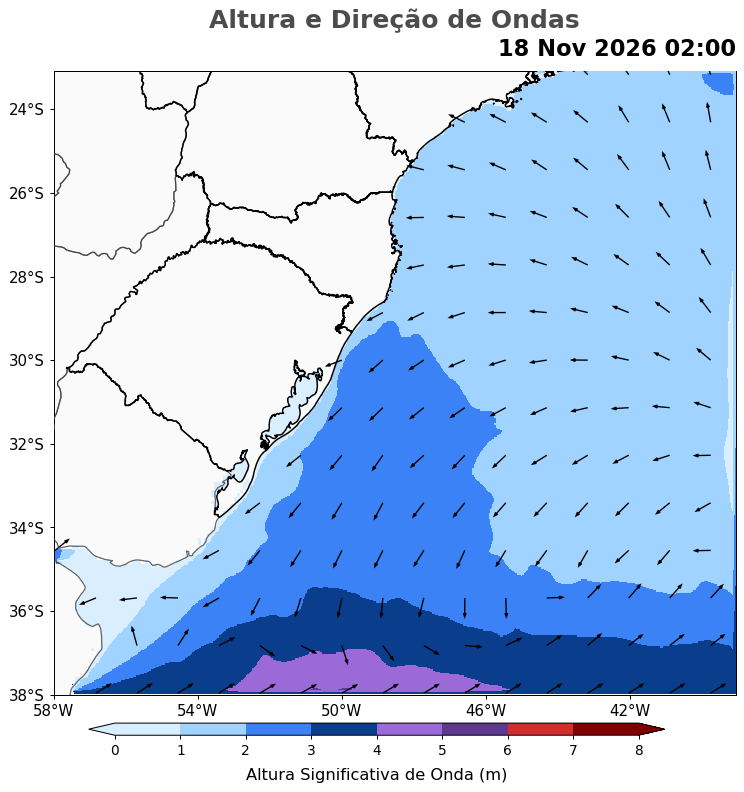 Altura e Direção de Ondas
18 Nov 2026 02:00
24°S
26°S
28°S
30°S
32°S
34°S
36°S
38°S
58°W 54°W 50°W 46°W 42°W
0 1 2 3 4 5 6 7 8
Altura Significativa de Onda (m)